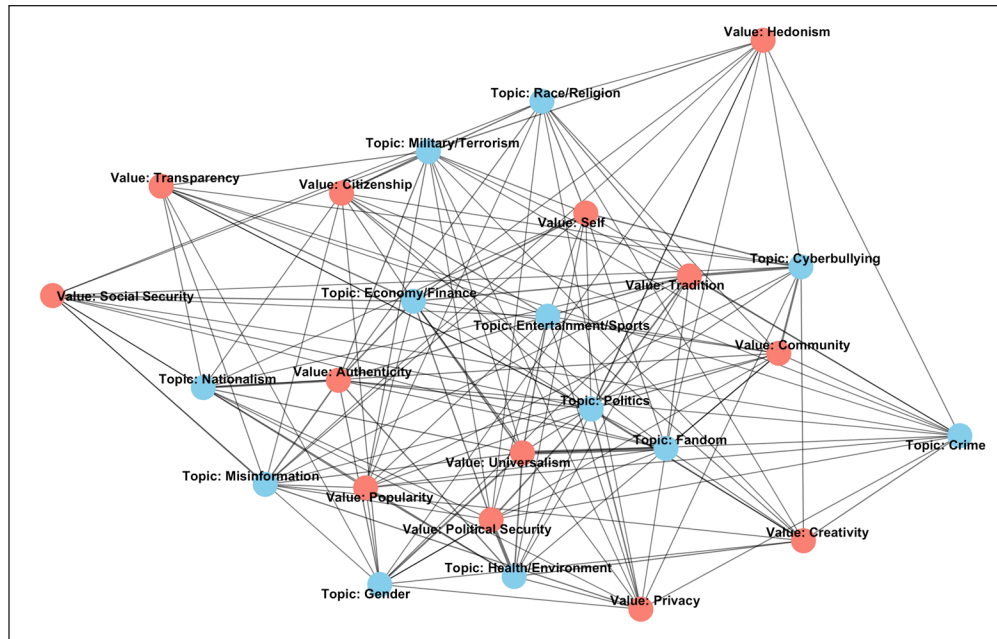 Value: Hedonism
Topic: Race/Religion
Topic: Military/Terrorism
Value: Transparency
Value: Citizenship
Value: Self
Topic: Cyberbullying
Value: Tradition
Value: Social Security
Topic: Economy/Finance
Topic: Entertainment/Sports
Value: Community
Topic: Nationalism
Value: Authenticity
Topic: Politics
Topic: Fandom
Topic: Crime
Value: Universalism
Topic: Misinformation
Value: Popularity
Value: Political Security
Value: Creativity
Topic: Health/Environment
Topic: Gender
Value: Privacy